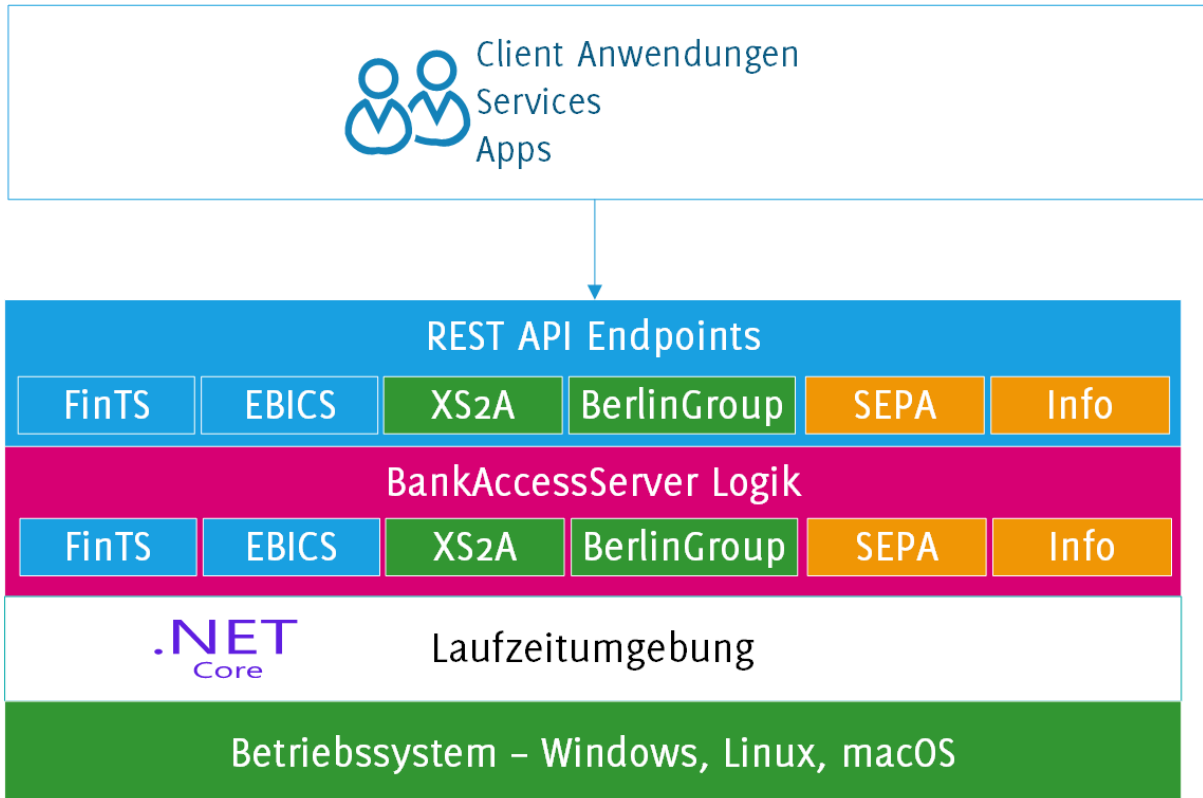 Client Anwendungen
Services
Apps
REST API Endpoints
FinTS EBICS XS2A BerlinGroup SEPA Info
BankAccessServer Logik
FinTS EBICS XS2A BerlinGroup SEPA Info
.NET Core Laufzeitumgebung
Betriebssystem – Windows, Linux, macOS